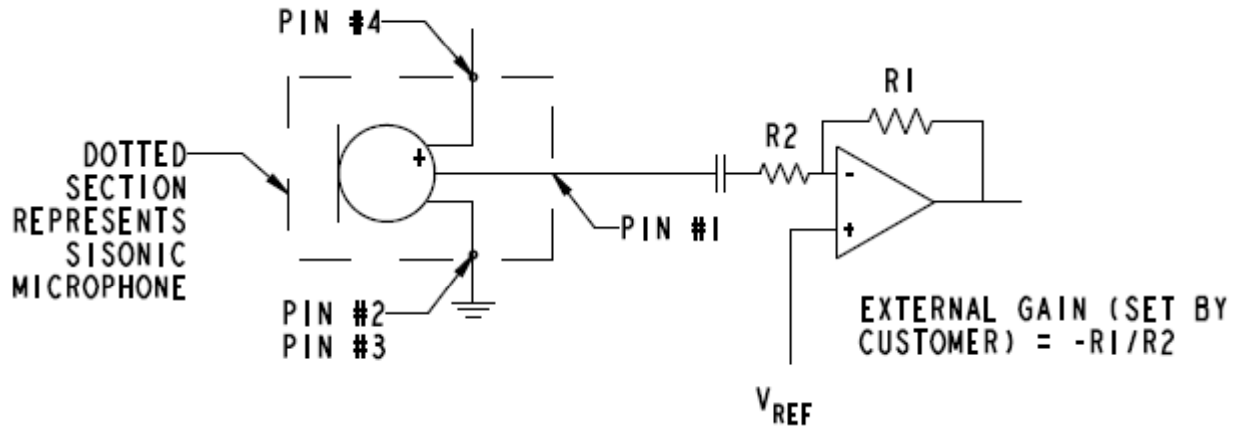 PIN #4
R1
R2
DOTTED
SECTION
REPRESENTS
SISONIC
MICROPHONE
+
-
+
PIN #1
PIN #2
PIN #3
EXTERNAL GAIN (SET BY
CUSTOMER) = -R1/R2
VREF